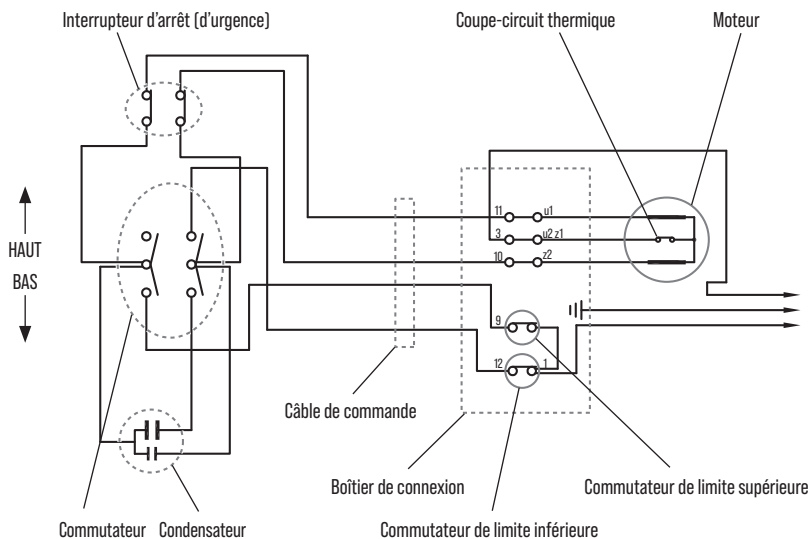 Interrupteur d'arrêt (d'urgence)
Coupe-circuit thermique
Moteur
HAUT
BAS
11 u1
3 u2 z1
10 z2
9
12 1
Câble de commande
Boîtier de connexion
Commutateur de limite supérieure
Commutateur
Condensateur
Commutateur de limite inférieure